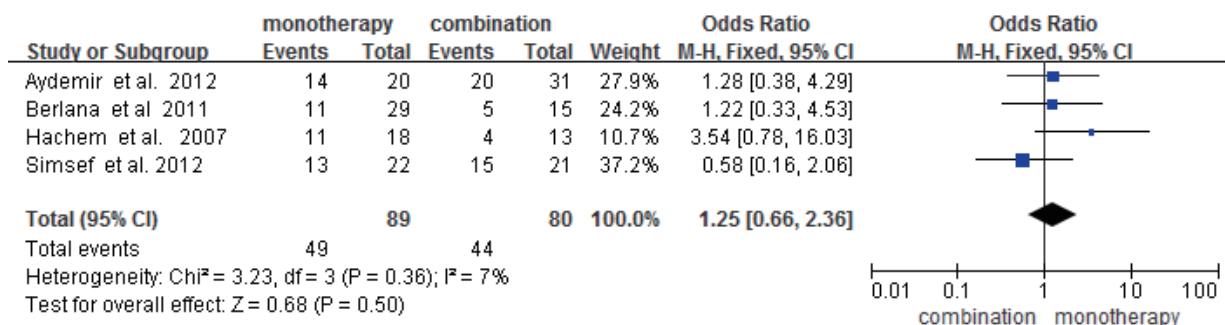 monotherapy combination Odds Ratio Odds Ratio
Study or Subgroup Events Total Events Total Weight M-H, Fixed, 95% CI M-H, Fixed, 95% CI
Aydemir et al. 2012 14 20 20 31 27.9% 1.28 [0.38, 4.29]
Berlana et al 2011 11 29 5 15 24.2% 1.22 [0.33, 4.53]
Hachem et al. 2007 11 18 4 13 10.7% 3.54 [0.78, 16.03]
Simsef et al. 2012 13 22 15 21 37.2% 0.58 [0.16, 2.06]
Total (95% CI) 89 80 100.0% 1.25 [0.66, 2.36]
Total events 49 44
Heterogeneity: Chi² = 3.23, df = 3 (P = 0.36); I² = 7%
Test for overall effect: Z = 0.68 (P = 0.50)
0.01 0.1 1 10 100
combination monotherapy